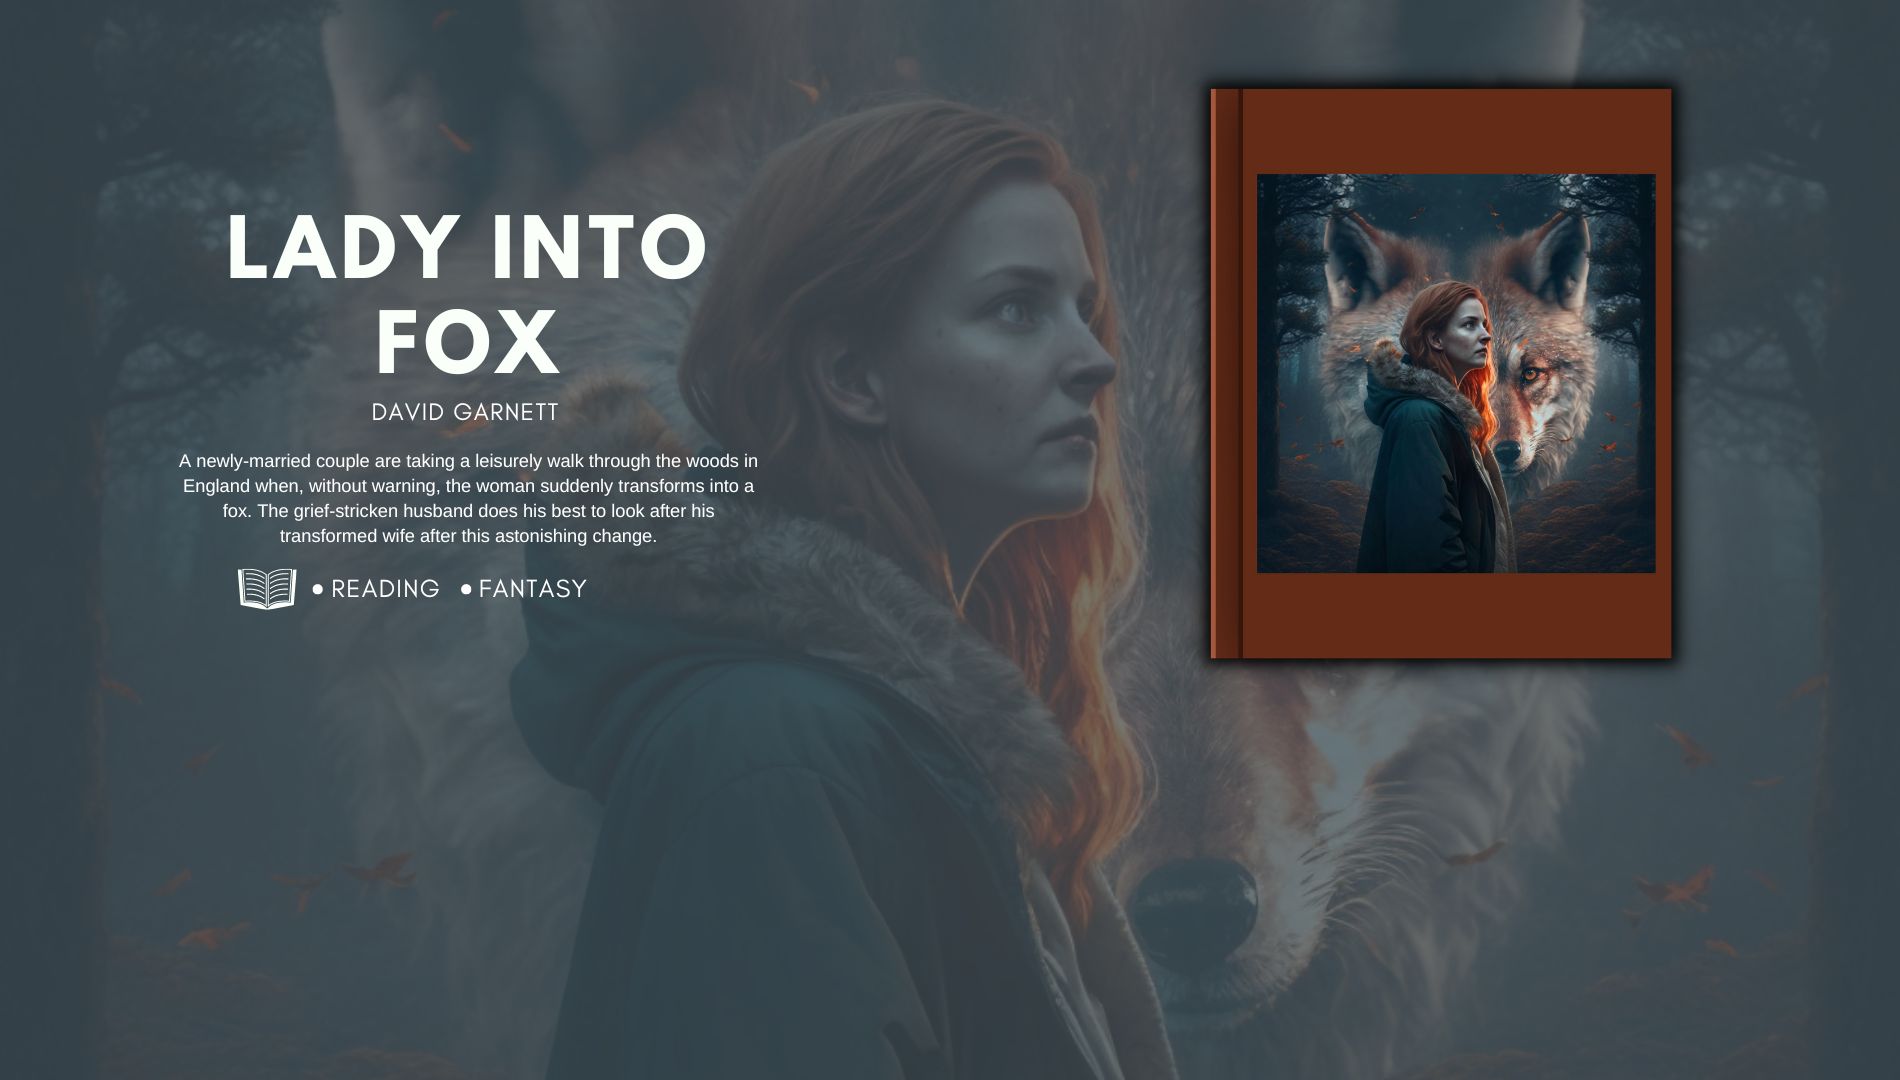 LADY INTO
FOX
DAVID GARNETT
A newly-married couple are taking a leisurely walk through the woods in
England when, without warning, the woman suddenly transforms into a
fox. The grief-stricken husband does his best to look after his
transformed wife after this astonishing change.
• READING • FANTASY